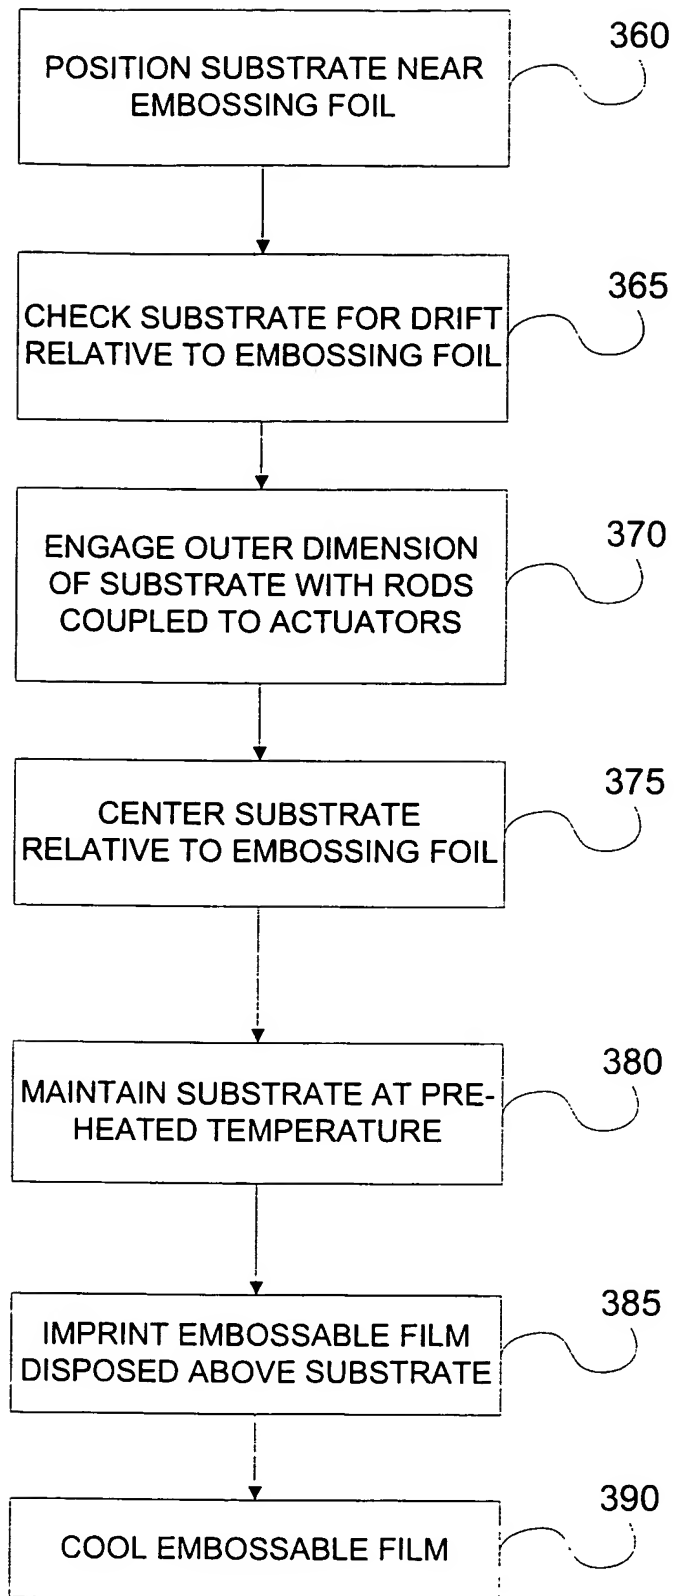 360
POSITION SUBSTRATE NEAR
EMBOSSING FOIL
365
CHECK SUBSTRATE FOR DRIFT
RELATIVE TO EMBOSSING FOIL
370
ENGAGE OUTER DIMENSION
OF SUBSTRATE WITH RODS
COUPLED TO ACTUATORS
375
CENTER SUBSTRATE
RELATIVE TO EMBOSSING FOIL
380
MAINTAIN SUBSTRATE AT PRE-
HEATED TEMPERATURE
385
IMPRINT EMBOSSABLE FILM
DISPOSED ABOVE SUBSTRATE
390
COOL EMBOSSABLE FILM